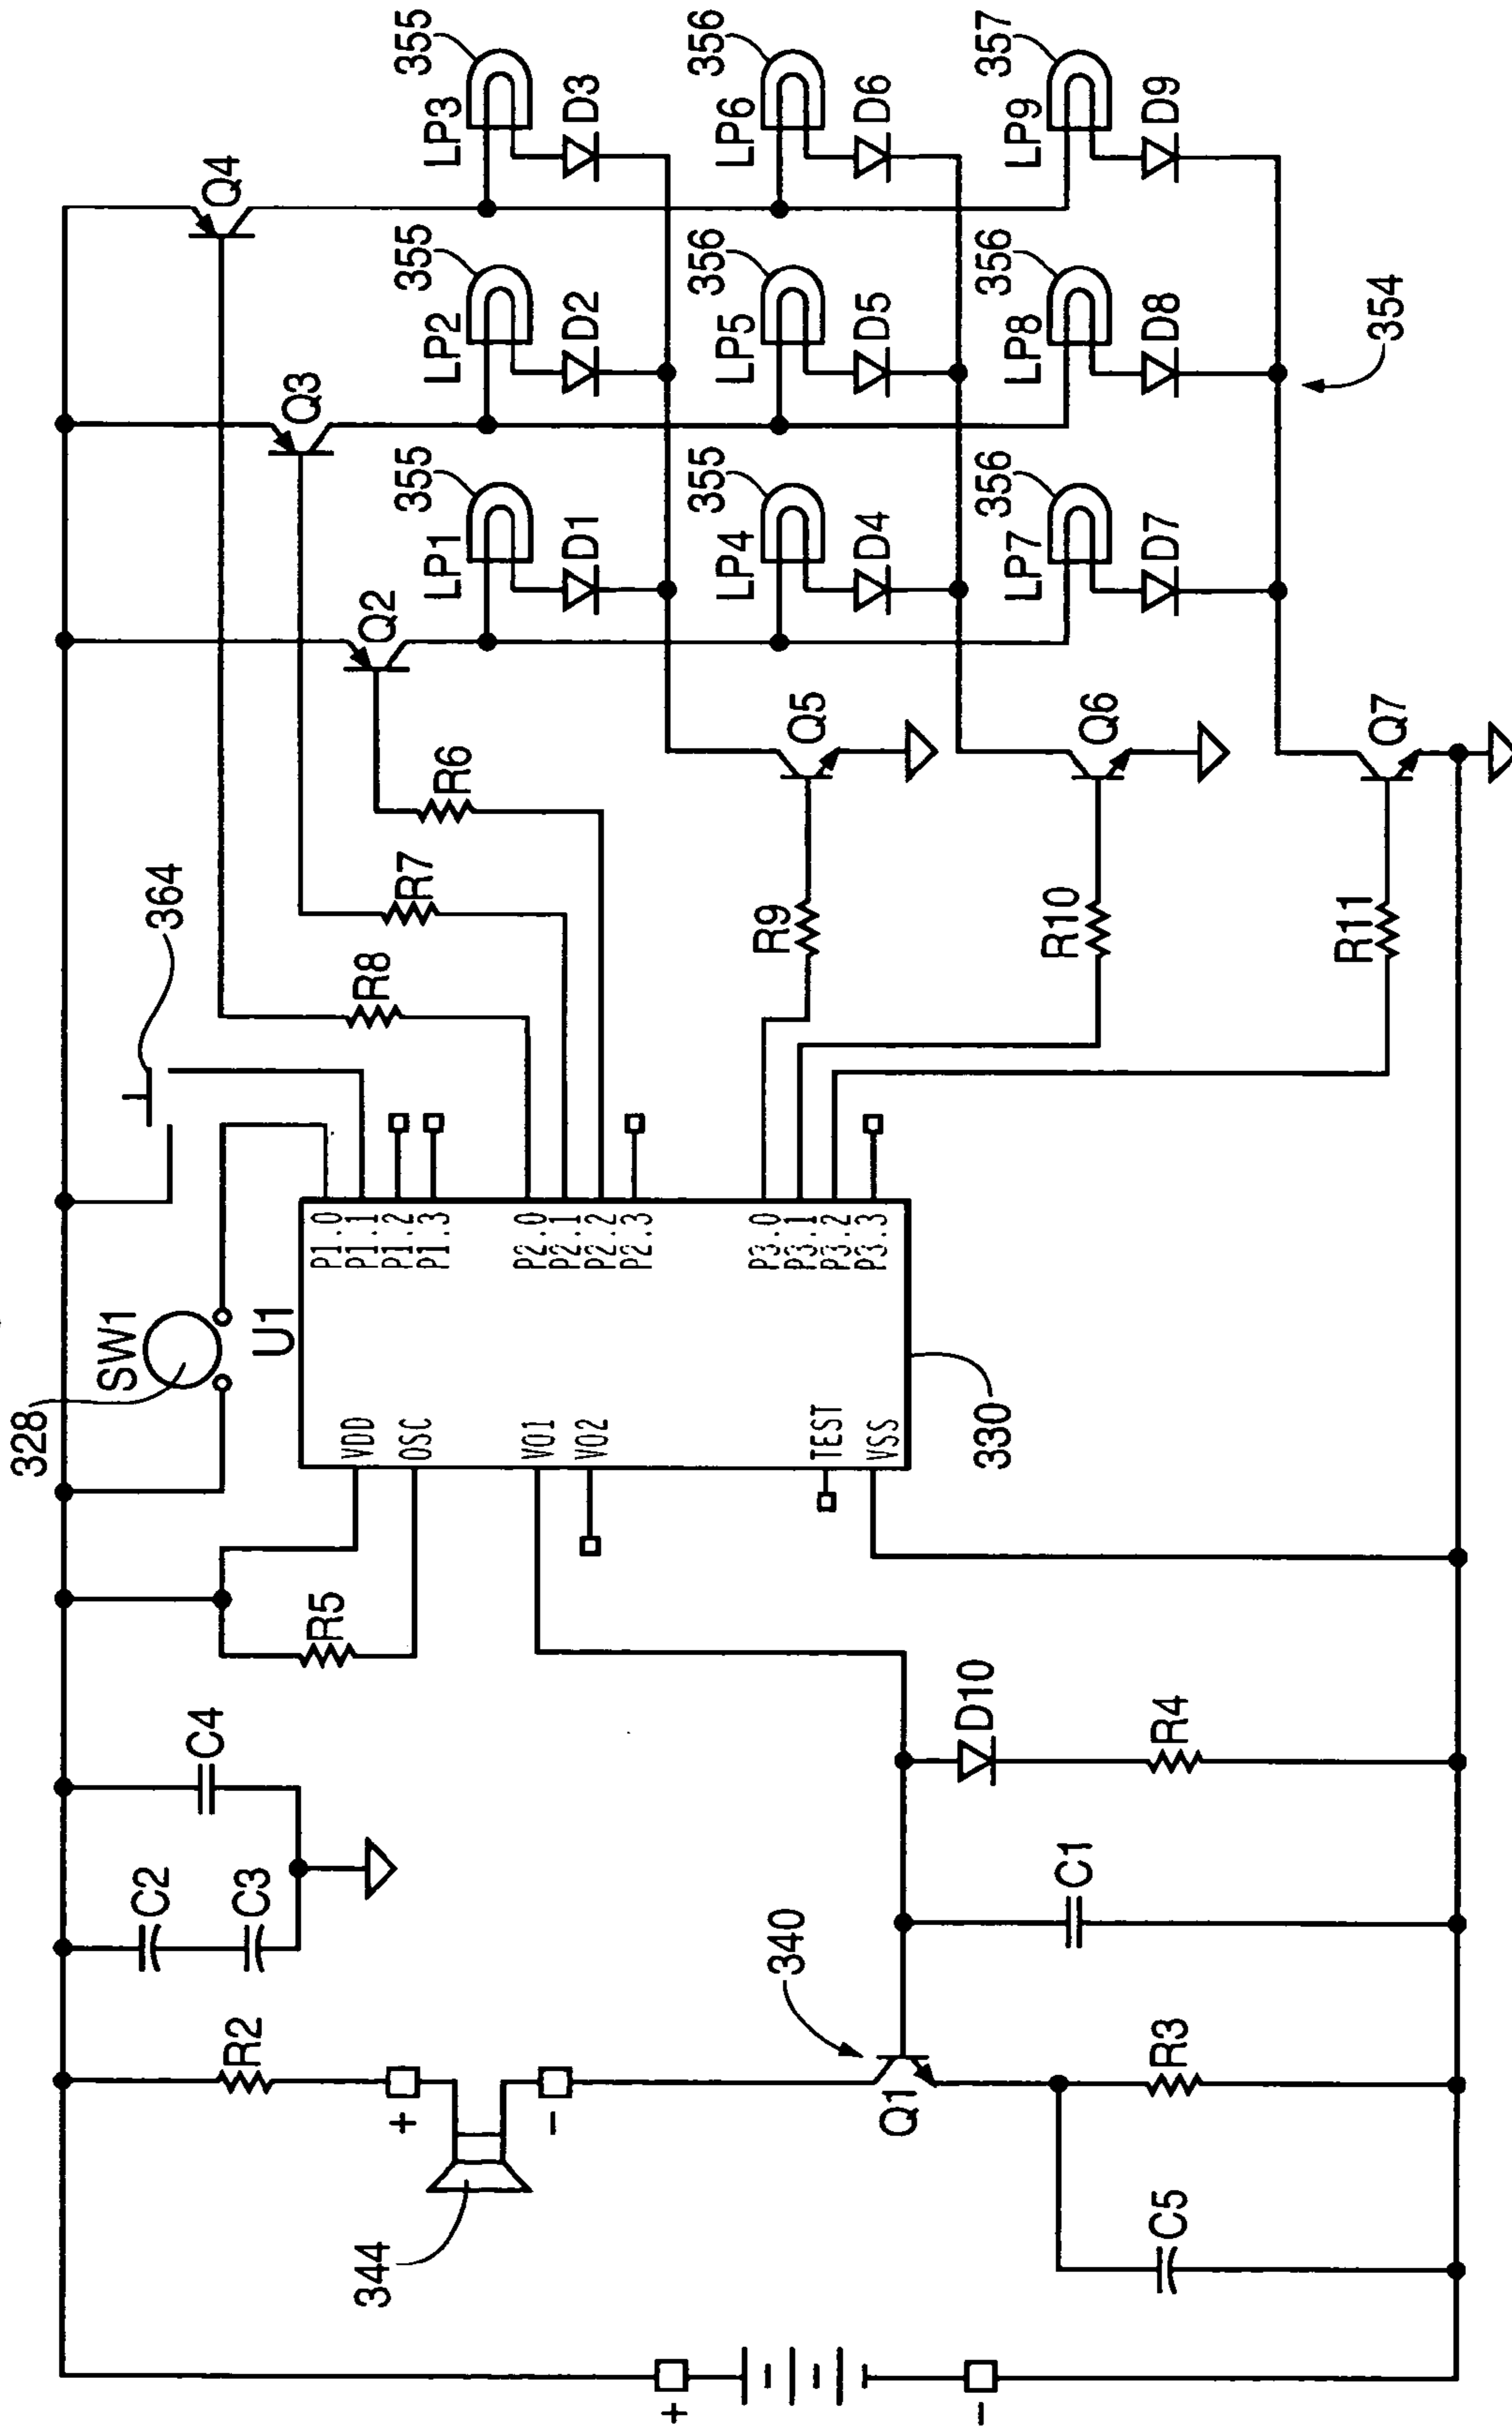 328
SW1
364
Q4
Q3
Q2
LP3
355
D3
LP2
355
D2
LP1
355
D1
LP6
356
D6
LP5
356
D5
LP4
355
D4
LP9
357
D9
LP8
356
D8
LP7
356
D7
354
R8
R7
R6
R9
Q5
R10
Q6
R11
Q7
U1
P1.0
P1.1
P1.2
P1.3
P2.0
P2.1
P2.2
P2.3
P3.0
P3.1
P3.2
P3.3
VDD
OSC
VO1
VO2
TEST
VSS
330
R5
C4
C2
C3
R2
+
-
344
340
Q1
D10
R4
C1
R3
C5
+
-